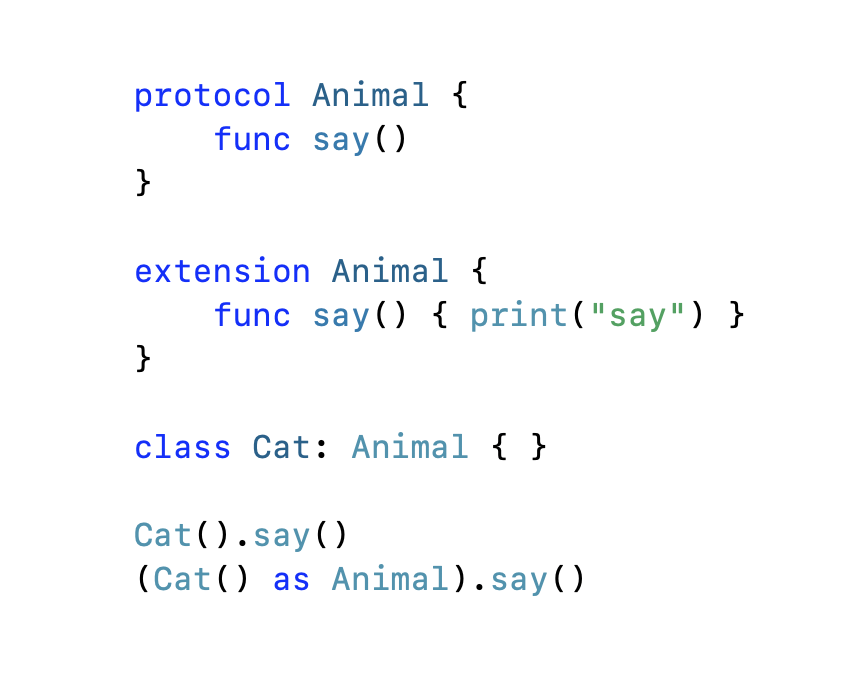 protocol Animal {
    func say()
}

extension Animal {
    func say() { print("say") }
}

class Cat: Animal { }

Cat().say()
(Cat() as Animal).say()